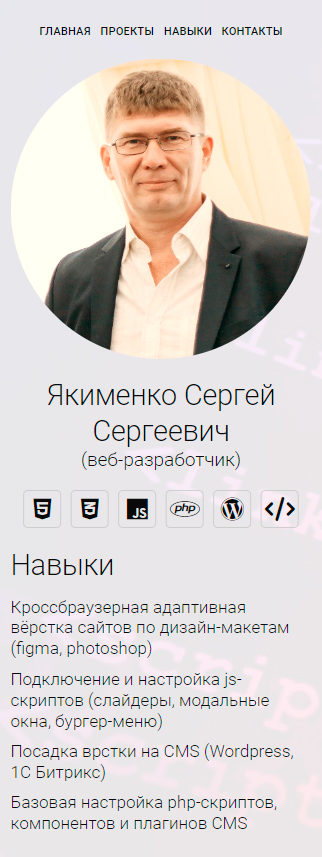 ГЛАВНАЯ ПРОЕКТЫ НАВЫКИ КОНТАКТЫ
Якименко Сергей
Сергеевич
(веб-разработчик)
5 3 JS php W </>
Навыки
Кроссбраузерная адаптивная
вёрстка сайтов по дизайн-макетам
(figma, photoshop)
Подключение и настройка js-
скриптов (слайдеры, модальные
окна, бургер-меню)
Посадка врстки на CMS (Wordpress,
1С Битрикс)
Базовая настройка php-скриптов,
компонентов и плагинов CMS